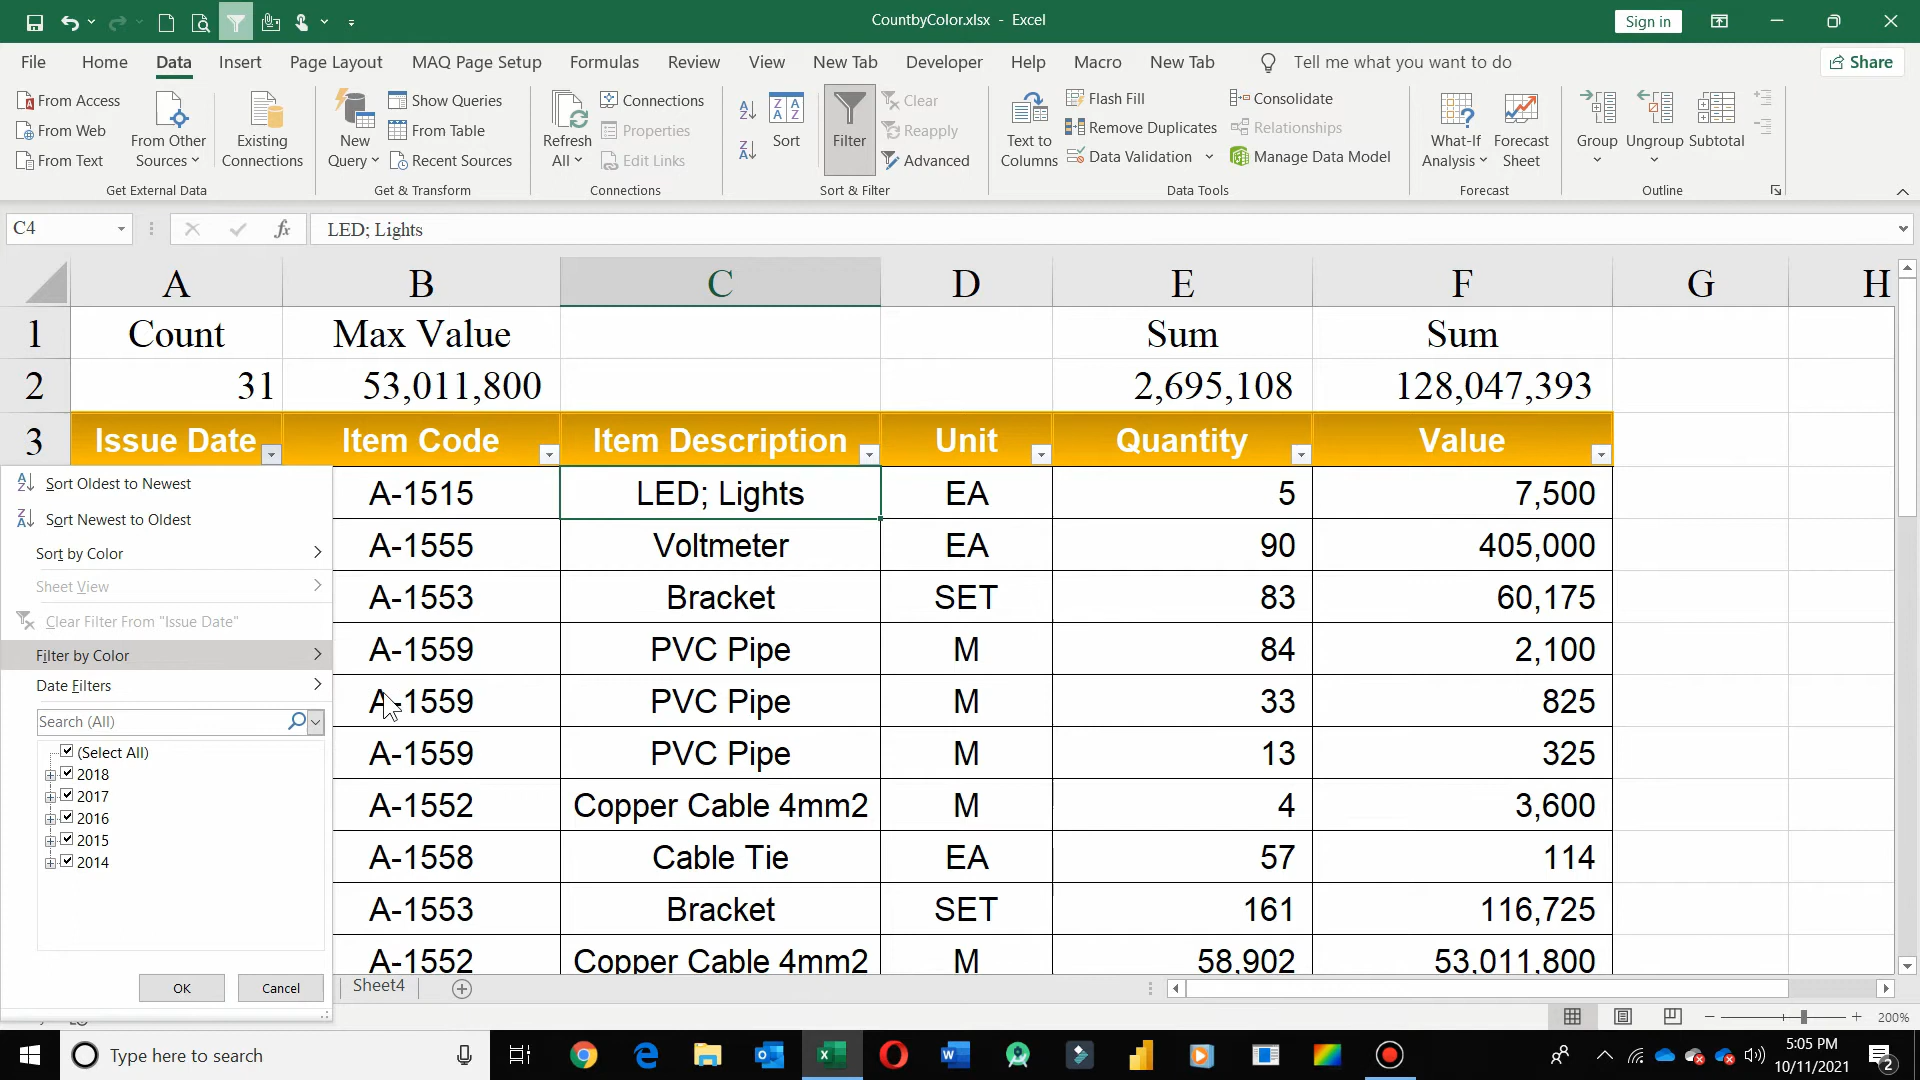 CountbyColor.xlsx - Excel
Sign in
File Home Data Insert Page Layout MAQ Page Setup Formulas Review View New Tab Developer Help Macro New Tab Tell me what you want to do Share
From Access
From Web
From Text
From Other Sources
Existing Connections
Get External Data
New Query
Show Queries
From Table
Recent Sources
Get & Transform
Refresh All
Connections
Properties
Edit Links
Connections
Sort
Filter
Clear
Reapply
Advanced
Sort & Filter
Text to Columns
Flash Fill
Remove Duplicates
Data Validation
Consolidate
Relationships
Manage Data Model
Data Tools
What-If Analysis
Forecast Sheet
Forecast
Group
Ungroup
Subtotal
Outline
C4 fx LED; Lights
A B C D E F G H
1 Count Max Value Sum Sum
2 31 53,011,800 2,695,108 128,047,393
3 Issue Date Item Code Item Description Unit Quantity Value
A-1515 LED; Lights EA 5 7,500
A-1555 Voltmeter EA 90 405,000
A-1553 Bracket SET 83 60,175
A-1559 PVC Pipe M 84 2,100
A-1559 PVC Pipe M 33 825
A-1559 PVC Pipe M 13 325
A-1552 Copper Cable 4mm2 M 4 3,600
A-1558 Cable Tie EA 57 114
A-1553 Bracket SET 161 116,725
A-1552 Copper Cable 4mm2 M 58,902 53,011,800
Sort Oldest to Newest
Sort Newest to Oldest
Sort by Color
Sheet View
Clear Filter From "Issue Date"
Filter by Color
Date Filters
Search (All)
(Select All)
2018
2017
2016
2015
2014
OK Cancel
Sheet4
200%
Type here to search
5:05 PM
10/11/2021
2